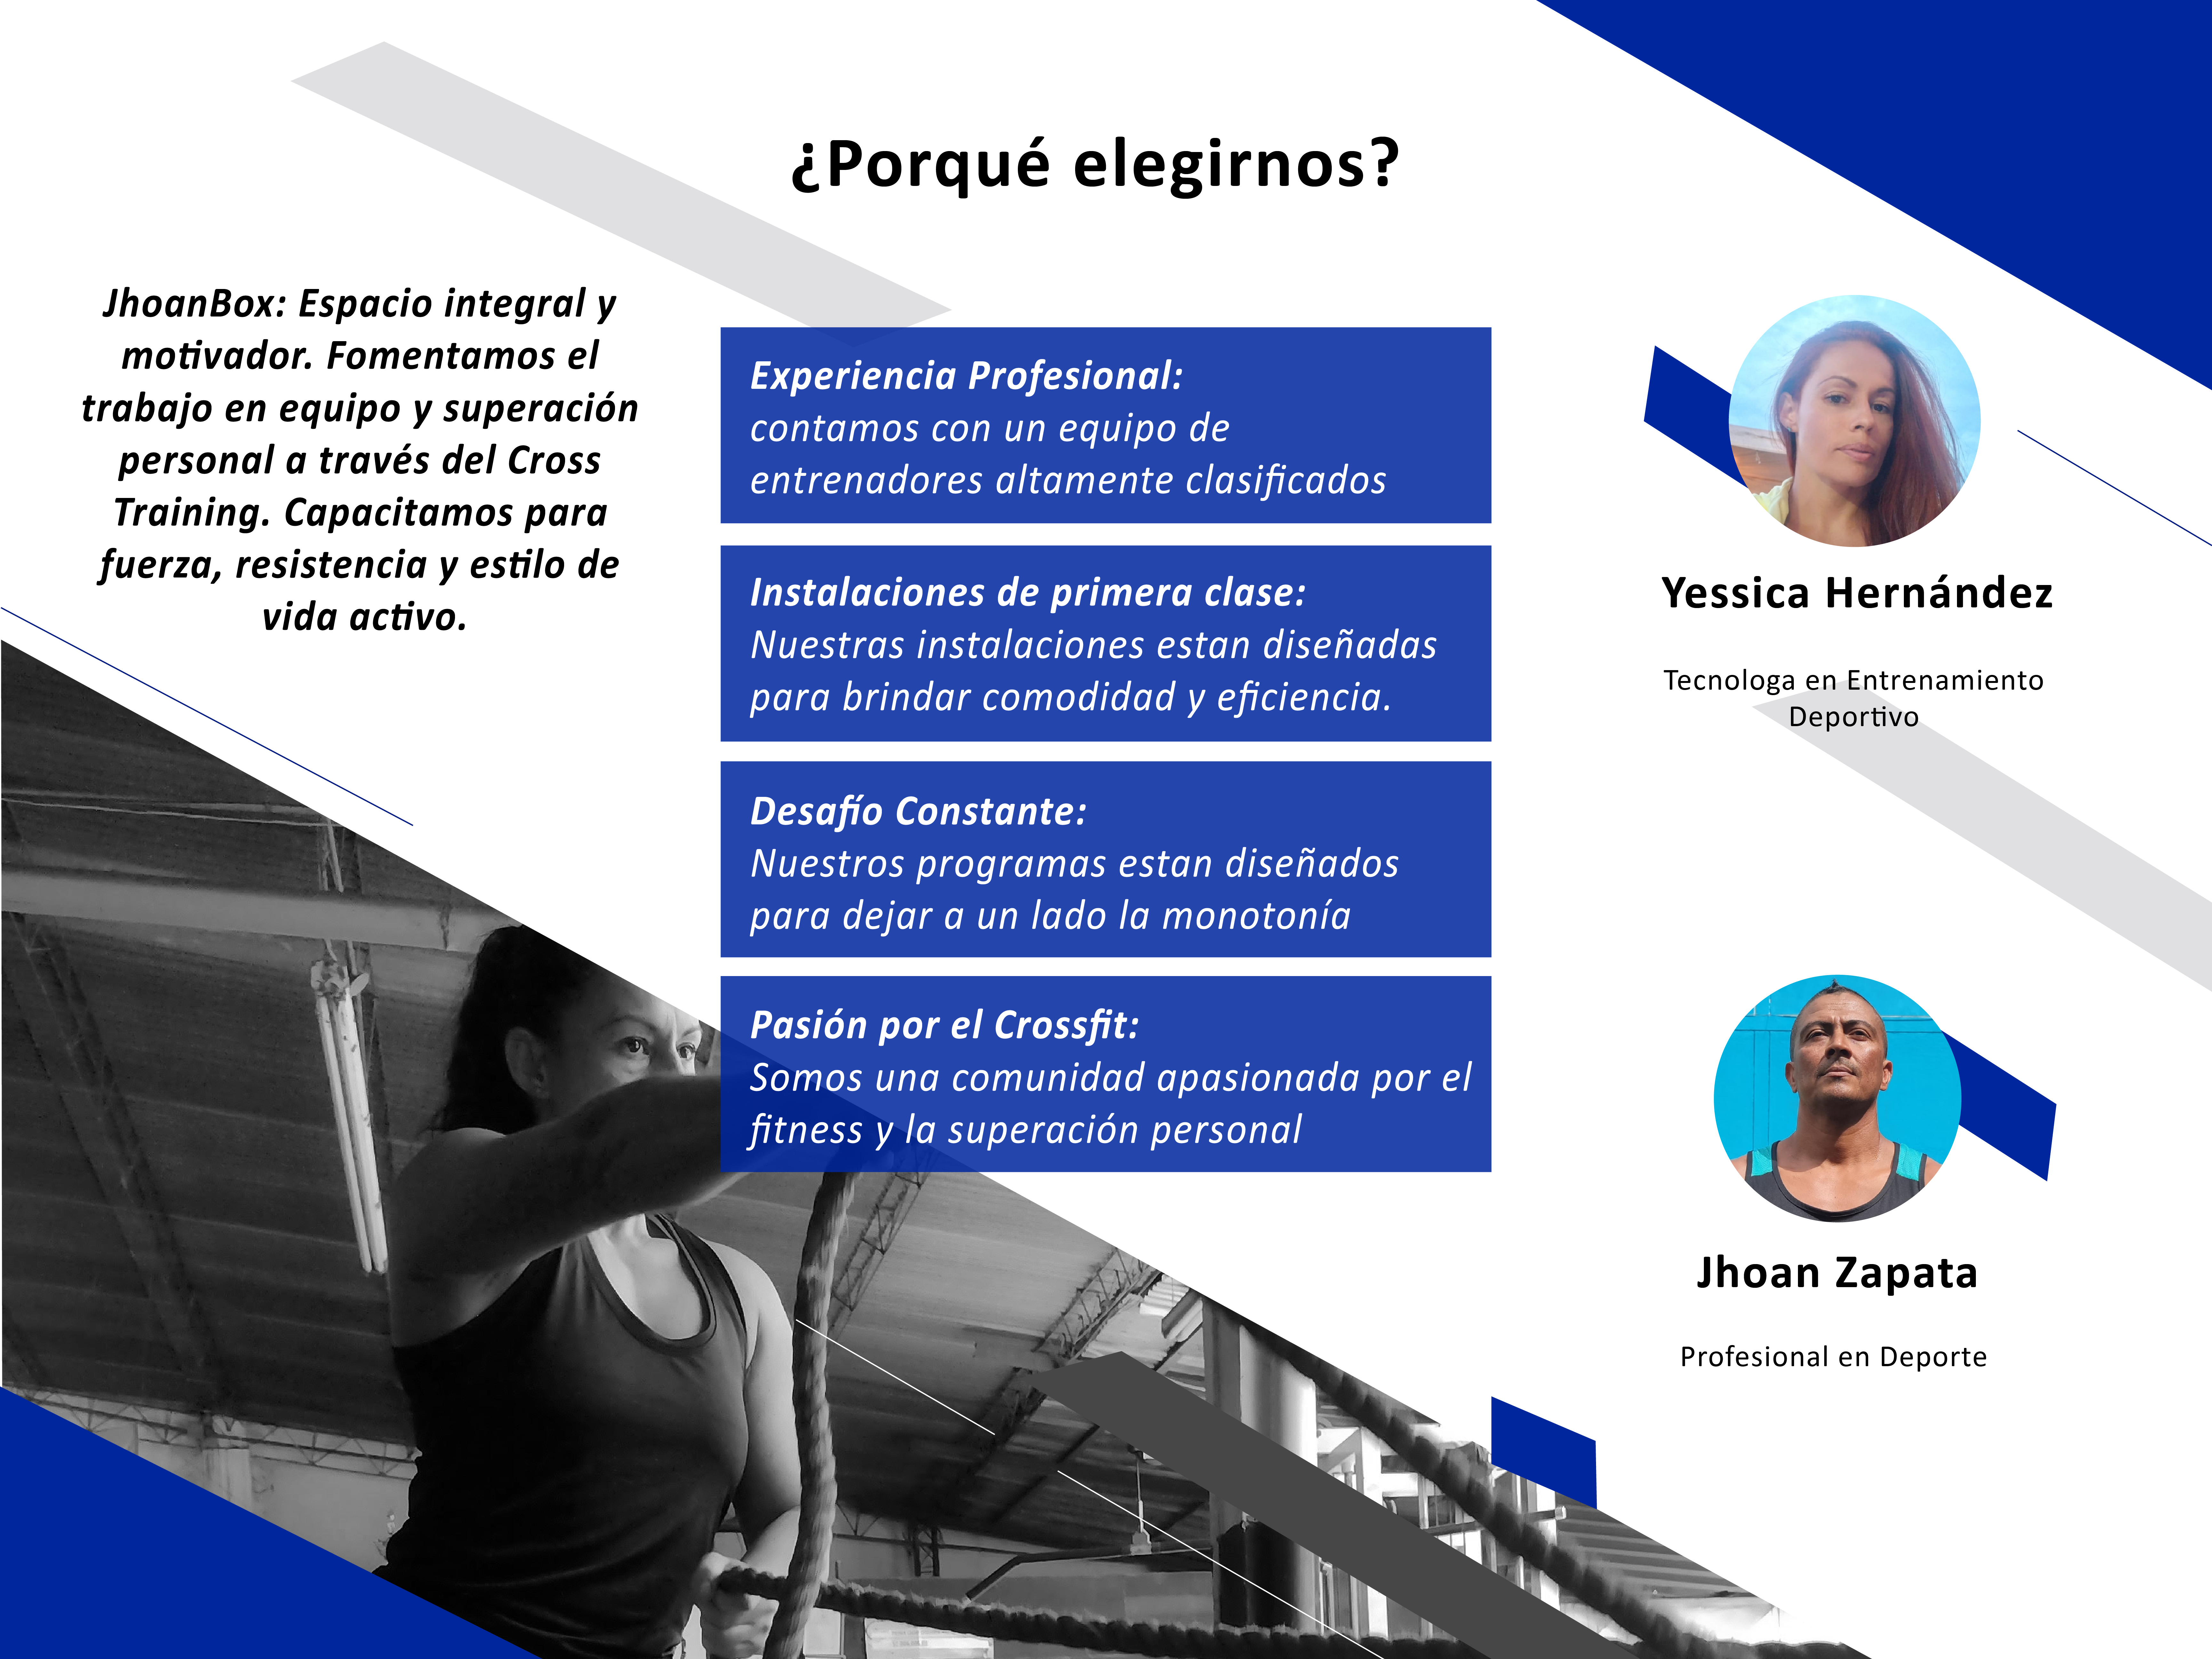 ¿Porqué elegirnos?
JhoanBox: Espacio integral y
motivador. Fomentamos el
trabajo en equipo y superación
personal a través del Cross
Training. Capacitamos para
fuerza, resistencia y estilo de
vida activo.
Experiencia Profesional:
contamos con un equipo de
entrenadores altamente clasificados
Instalaciones de primera clase:
Nuestras instalaciones estan diseñadas
para brindar comodidad y eficiencia.
Desafío Constante:
Nuestros programas estan diseñados
para dejar a un lado la monotonía
Pasión por el Crossfit:
Somos una comunidad apasionada por el
fitness y la superación personal
Yessica Hernández
Tecnologa en Entrenamiento
Deportivo
Jhoan Zapata
Profesional en Deporte